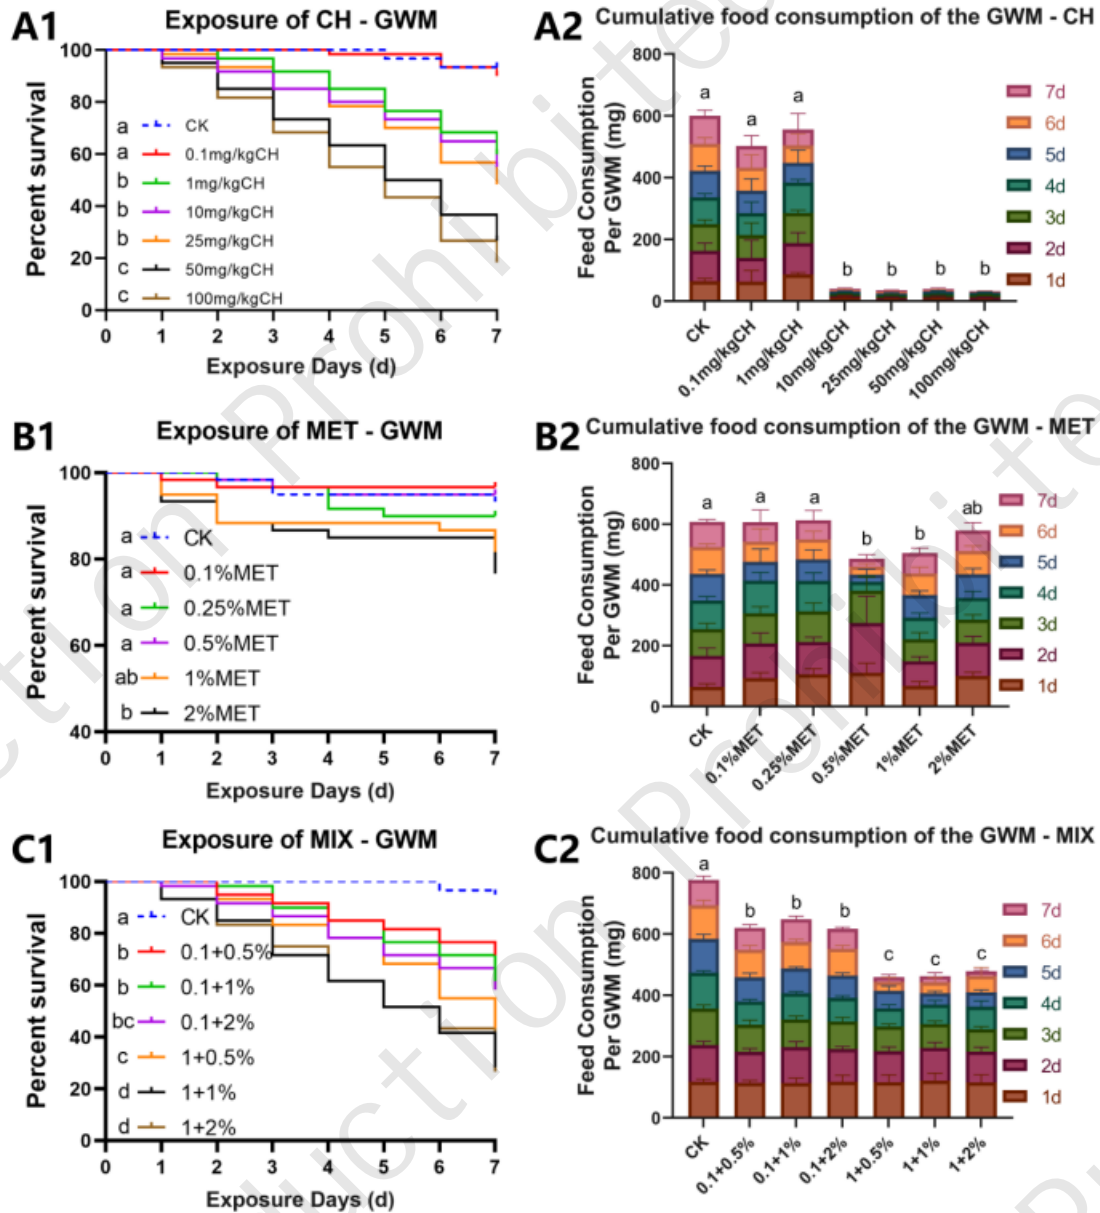 A1
Exposure of CH - GWM
Percent survival
100
80
60
40
20
0
a CK
a 0.1mg/kgCH
b 1mg/kgCH
b 10mg/kgCH
b 25mg/kgCH
c 50mg/kgCH
c 100mg/kgCH
0 1 2 3 4 5 6 7
Exposure Days (d)
A2
Cumulative food consumption of the GWM - CH
Feed Consumption
Per GWM (mg)
800
600
400
200
0
a a a b b b b
7d
6d
5d
4d
3d
2d
1d
CK 0.1mg/kgCH 1mg/kgCH 10mg/kgCH 25mg/kgCH 50mg/kgCH 100mg/kgCH
B1
Exposure of MET - GWM
Percent survival
100
80
60
40
a CK
a 0.1%MET
a 0.25%MET
a 0.5%MET
ab 1%MET
b 2%MET
0 1 2 3 4 5 6 7
Exposure Days (d)
B2
Cumulative food consumption of the GWM - MET
Feed Consumption
Per GWM (mg)
800
600
400
200
0
a a a b b ab
7d
6d
5d
4d
3d
2d
1d
CK 0.1%MET 0.25%MET 0.5%MET 1%MET 2%MET
C1
Exposure of MIX - GWM
Percent survival
100
80
60
40
20
0
a CK
b 0.1+0.5%
b 0.1+1%
bc 0.1+2%
c 1+0.5%
d 1+1%
d 1+2%
0 1 2 3 4 5 6 7
Exposure Days (d)
C2
Cumulative food consumption of the GWM - MIX
Feed Consumption
Per GWM (mg)
800
600
400
200
0
a b b b c c c
7d
6d
5d
4d
3d
2d
1d
CK 0.1+0.5% 0.1+1% 0.1+2% 1+0.5% 1+1% 1+2%